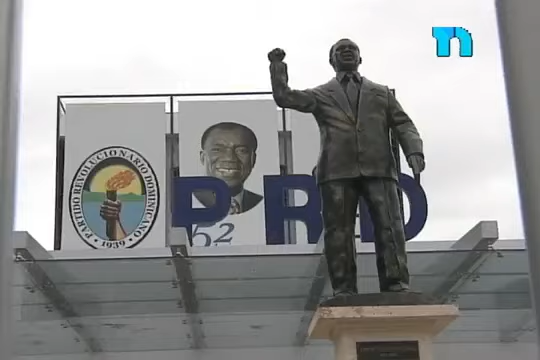 n
PARTIDO REVOLUCIONARIO DOMINICANO
1939
PRD
52